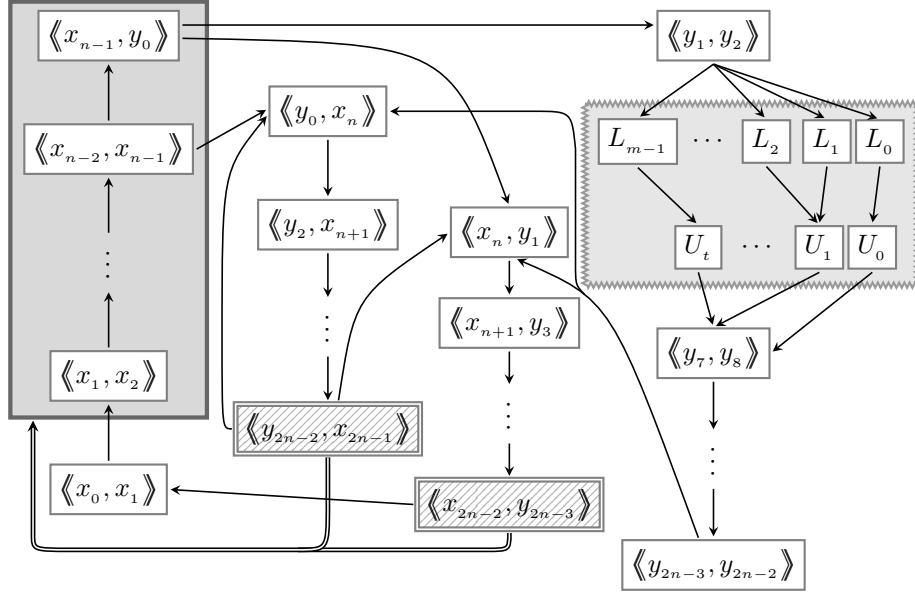 ⟪x_{n−1}, y_0⟫
⟪y_1, y_2⟫
⟪y_0, x_n⟫
⟪x_{n−2}, x_{n−1}⟫
L_{m−1} ⋯ L_2 L_1 L_0
⟪y_2, x_{n+1}⟫
⟪x_n, y_1⟫
U_t ⋯ U_1 U_0
⋮
⋮
⟪x_{n+1}, y_3⟫
⟪y_7, y_8⟫
⟪x_1, x_2⟫
⋮
⟪y_{2n−2}, x_{2n−1}⟫
⋮
⟪x_0, x_1⟫
⟪x_{2n−2}, y_{2n−3}⟫
⟪y_{2n−3}, y_{2n−2}⟫